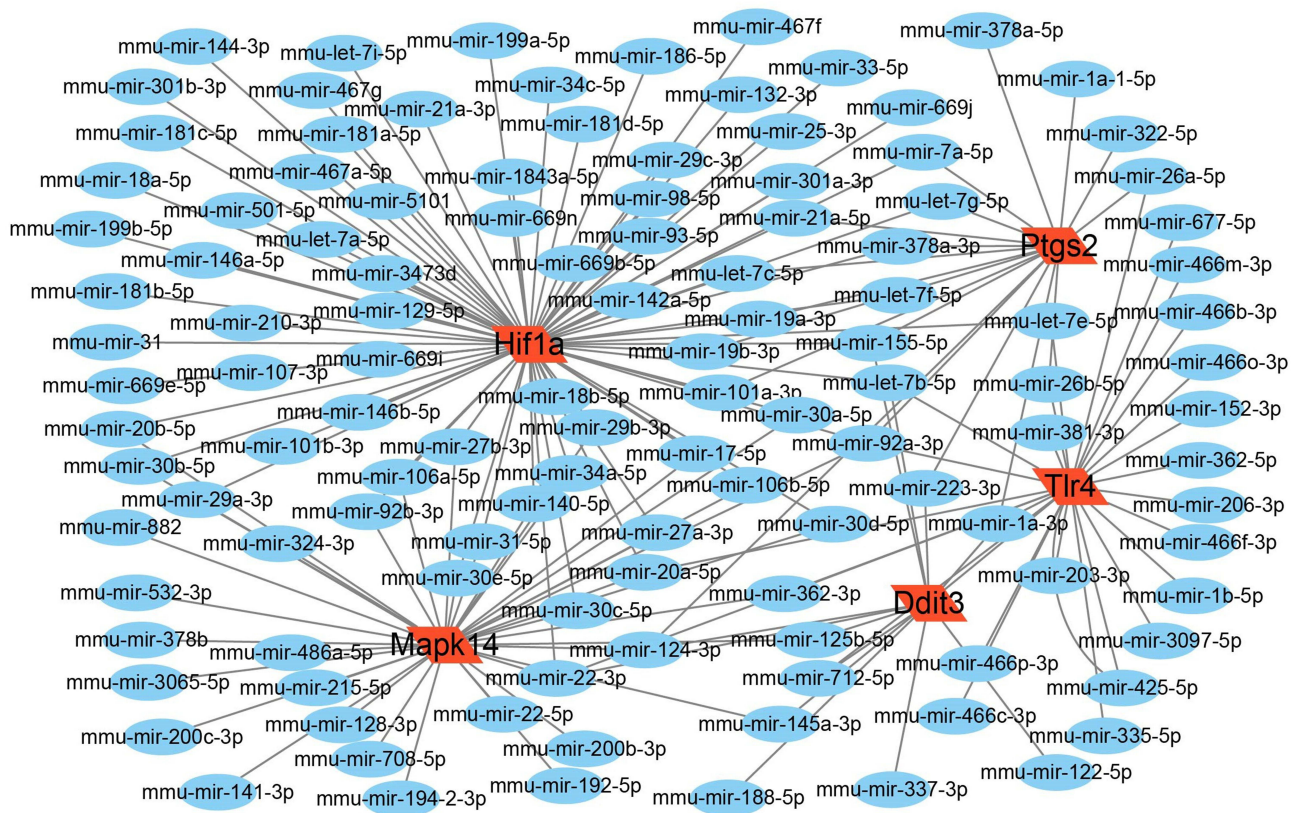 mmu-mir-467f
mmu-mir-378a-5p
mmu-mir-144-3p
mmu-let-7i-5p
mmu-mir-199a-5p
mmu-mir-186-5p
mmu-mir-33-5p
mmu-mir-1a-1-5p
mmu-mir-301b-3p
mmu-mir-467g
mmu-mir-34c-5p
mmu-mir-132-3p
mmu-mir-21a-3p
mmu-mir-669j
mmu-mir-181c-5p
mmu-mir-181a-5p
mmu-mir-181d-5p
mmu-mir-25-3p
mmu-mir-322-5p
mmu-mir-29c-3p
mmu-mir-7a-5p
mmu-mir-18a-5p
mmu-mir-467a-5p
mmu-mir-1843a-5p
mmu-mir-301a-3p
mmu-mir-26a-5p
mmu-mir-5101
mmu-mir-98-5p
mmu-let-7g-5p
mmu-mir-501-5p
mmu-mir-669n
mmu-mir-21a-5p
mmu-mir-677-5p
mmu-mir-199b-5p
mmu-let-7a-5p
mmu-mir-93-5p
mmu-mir-378a-3p
Ptgs2
mmu-mir-146a-5p
mmu-mir-3473d
mmu-mir-669b-5p
mmu-let-7c-5p
mmu-mir-466m-3p
mmu-mir-181b-5p
mmu-mir-142a-5p
mmu-let-7f-5p
mmu-mir-129-5p
mmu-mir-466b-3p
mmu-mir-210-3p
mmu-mir-19a-3p
mmu-let-7e-5p
mmu-mir-31
Hif1a
mmu-mir-155-5p
mmu-mir-19b-3p
mmu-mir-669i
mmu-mir-466o-3p
mmu-mir-107-3p
mmu-mir-669e-5p
mmu-let-7b-5p
mmu-mir-26b-5p
mmu-mir-18b-5p
mmu-mir-101a-3p
mmu-mir-146b-5p
mmu-mir-30a-5p
mmu-mir-152-3p
mmu-mir-20b-5p
mmu-mir-29b-3p
mmu-mir-381-3p
mmu-mir-101b-3p
mmu-mir-27b-3p
mmu-mir-17-5p
mmu-mir-92a-3p
mmu-mir-362-5p
mmu-mir-30b-5p
mmu-mir-106a-5p
mmu-mir-34a-5p
mmu-mir-106b-5p
mmu-mir-223-3p
Tlr4
mmu-mir-29a-3p
mmu-mir-140-5p
mmu-mir-206-3p
mmu-mir-92b-3p
mmu-mir-882
mmu-mir-30d-5p
mmu-mir-1a-3p
mmu-mir-27a-3p
mmu-mir-324-3p
mmu-mir-31-5p
mmu-mir-466f-3p
mmu-mir-30e-5p
mmu-mir-20a-5p
mmu-mir-203-3p
mmu-mir-532-3p
mmu-mir-362-3p
mmu-mir-1b-5p
Ddit3
mmu-mir-30c-5p
mmu-mir-378b
Mapk14
mmu-mir-125b-5p
mmu-mir-3097-5p
mmu-mir-486a-5p
mmu-mir-124-3p
mmu-mir-466p-3p
mmu-mir-3065-5p
mmu-mir-215-5p
mmu-mir-22-3p
mmu-mir-712-5p
mmu-mir-425-5p
mmu-mir-22-5p
mmu-mir-466c-3p
mmu-mir-128-3p
mmu-mir-145a-3p
mmu-mir-200c-3p
mmu-mir-335-5p
mmu-mir-200b-3p
mmu-mir-708-5p
mmu-mir-122-5p
mmu-mir-192-5p
mmu-mir-337-3p
mmu-mir-141-3p
mmu-mir-194-2-3p
mmu-mir-188-5p